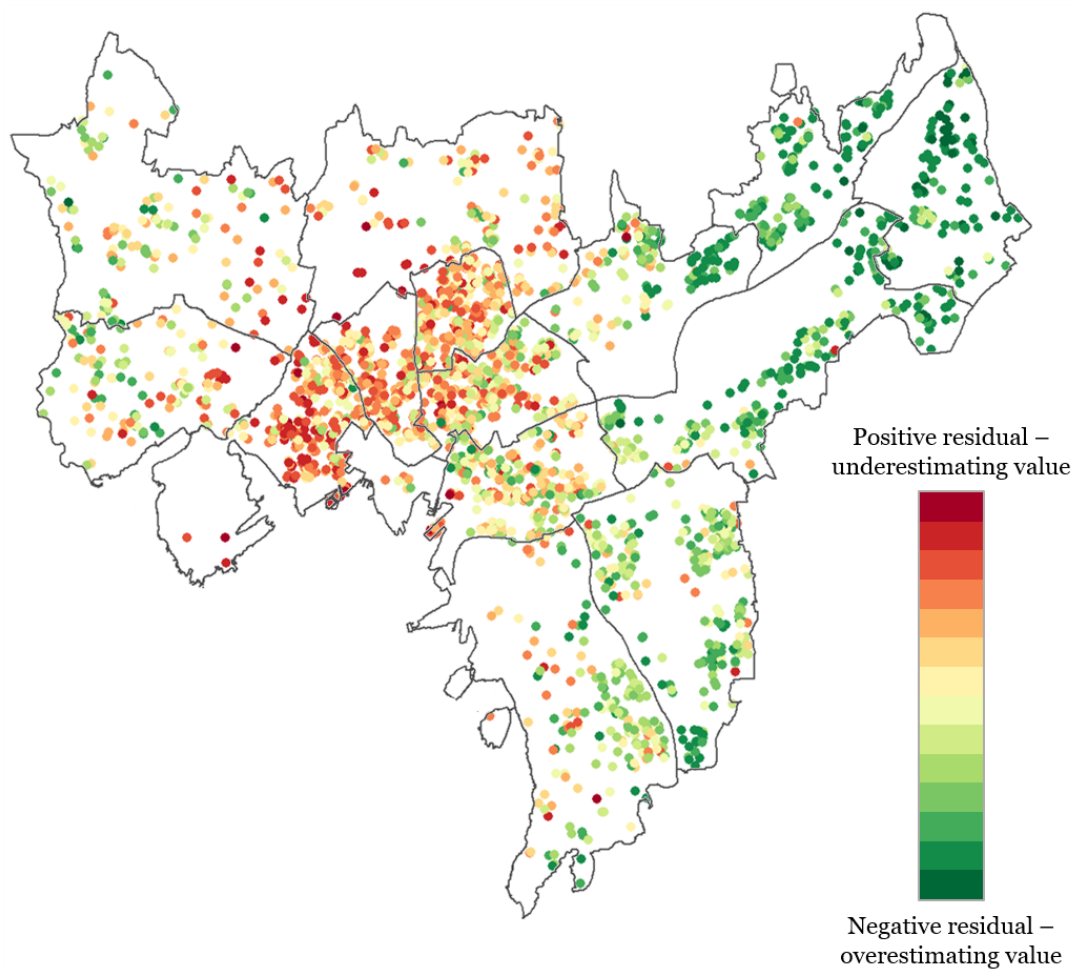 Positive residual –
underestimating value
Negative residual –
overestimating value